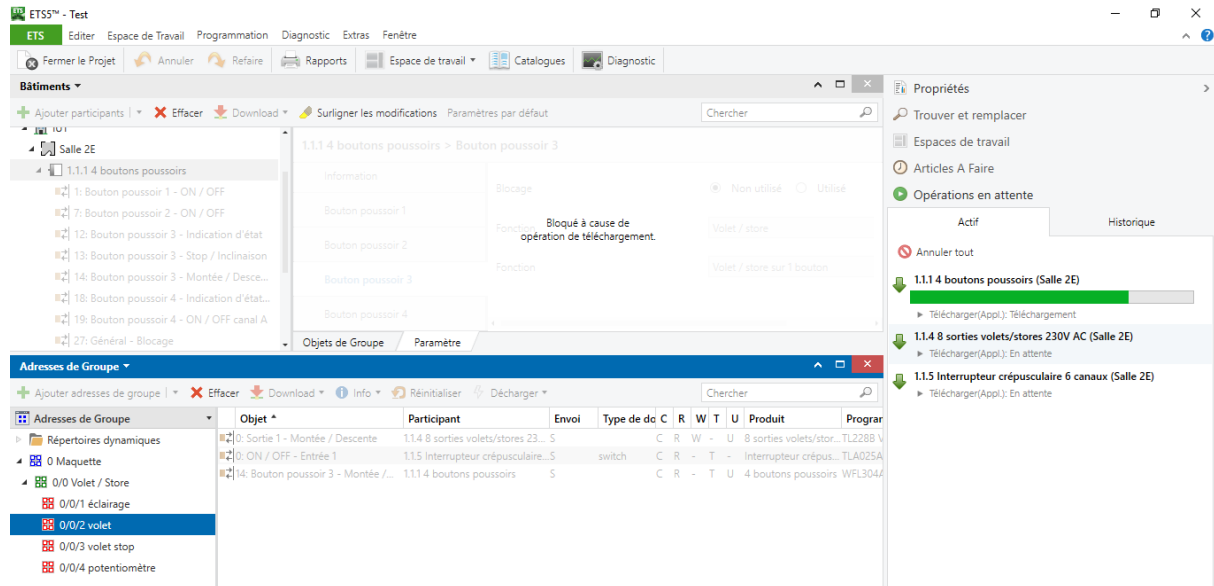 ETS5™ - Test
ETS Editer Espace de Travail Programmation Diagnostic Extras Fenêtre
Fermer le Projet Annuler Refaire Rapports Espace de travail Catalogues Diagnostic
Bâtiments
Ajouter participants Effacer Download Surligner les modifications Paramètres par défaut Chercher
101
Salle 2E
1.1.1 4 boutons poussoirs
1: Bouton poussoir 1 - ON / OFF
7: Bouton poussoir 2 - ON / OFF
12: Bouton poussoir 3 - Indication d'état
13: Bouton poussoir 3 - Stop / Inclinaison
14: Bouton poussoir 3 - Montée / Desce...
18: Bouton poussoir 4 - Indication d'état...
19: Bouton poussoir 4 - ON / OFF canal A
27: Général - Blocage
1.1.1 4 boutons poussoirs > Bouton poussoir 3
Information
Bouton poussoir 1
Bouton poussoir 2
Bouton poussoir 3
Bouton poussoir 4
Blocage Non utilisé Utilisé
Fonction Volet / store
Fonction Volet / store sur 1 bouton
Bloqué à cause de
opération de téléchargement.
Objets de Groupe Paramètre
Adresses de Groupe
Ajouter adresses de groupe Effacer Download Info Réinitialiser Décharger Chercher
Adresses de Groupe
Répertoires dynamiques
0 Maquette
0/0 Volet / Store
0/0/1 éclairage
0/0/2 volet
0/0/3 volet stop
0/0/4 potentiomètre
Objet Participant Envoi Type de do C R W T U Produit Progran
0: Sortie 1 - Montée / Descente 1.1.4 8 sorties volets/stores 23... S C R W - U 8 sorties volets/stor... TL228B V
0: ON / OFF - Entrée 1 1.1.5 Interrupteur crépusculaire... S switch C R - T - Interrupteur crépus... TLA025A
14: Bouton poussoir 3 - Montée /... 1.1.1 4 boutons poussoirs S C R - T U 4 boutons poussoirs WFL304A
Propriétés
Trouver et remplacer
Espaces de travail
Articles A Faire
Opérations en attente
Actif Historique
Annuler tout
1.1.1 4 boutons poussoirs (Salle 2E)
Télécharger(Appl.): Téléchargement
1.1.4 8 sorties volets/stores 230V AC (Salle 2E)
Télécharger(Appl.): En attente
1.1.5 Interrupteur crépusculaire 6 canaux (Salle 2E)
Télécharger(Appl.): En attente